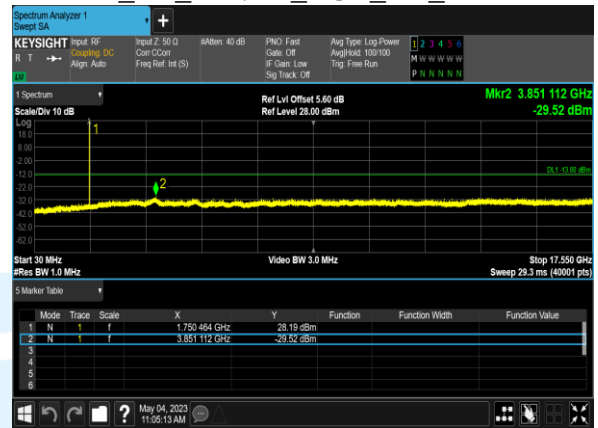 Spectrum Analyzer 1
Swept SA
+
KEYSIGHT Input: RF Input Z: 50 Ω #Atten: 40 dB PNO: Fast Avg Type: Log-Power 1 2 3 4 5 6
R T Coupling: DC Corr CCorr Gate: Off Avg|Hold: 100/100 M W W W W W
Align: Auto Freq Ref: Int (S) IF Gain: Low Trig: Free Run
Sig Track: Off P N N N N N
LV
1 Spectrum Ref Lvl Offset 5.60 dB Mkr2 3.851 112 GHz
Scale/Div 10 dB Ref Level 28.00 dBm -29.52 dBm
Log
18.0
8.00
-2.00
-12.0
-22.0
-32.0
-42.0
-52.0
-62.0
1
2
DL1 -13.00 dBm
Start 30 MHz Video BW 3.0 MHz Stop 17.550 GHz
#Res BW 1.0 MHz Sweep 29.3 ms (40001 pts)
5 Marker Table
Mode Trace Scale X Y Function Function Width Function Value
1 N 1 f 1.750 464 GHz 28.19 dBm
2 N 1 f 3.851 112 GHz -29.52 dBm
3
4
5
6
? May 04, 2023
11:05:13 AM